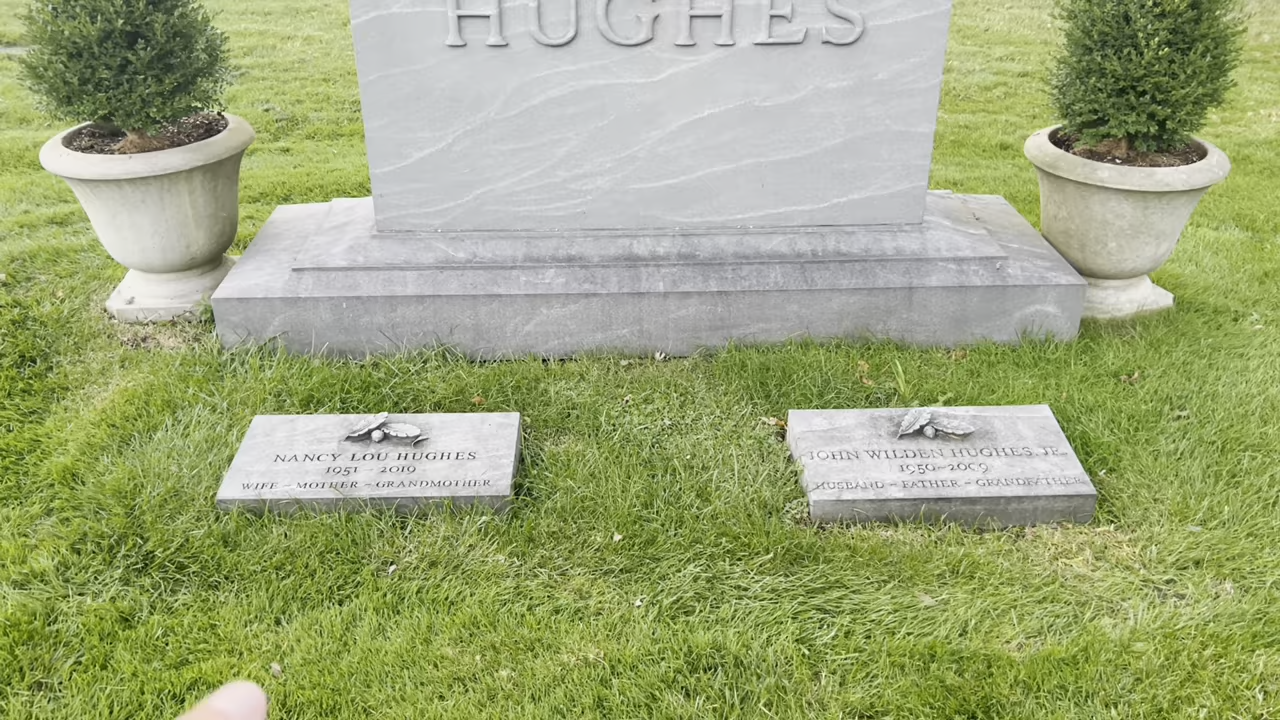 HUGHES
NANCY LOU HUGHES
1951 - 2019
WIFE - MOTHER - GRANDMOTHER
JOHN WILDEN HUGHES, JR.
1950-2009
HUSBAND - FATHER - GRANDFATHER